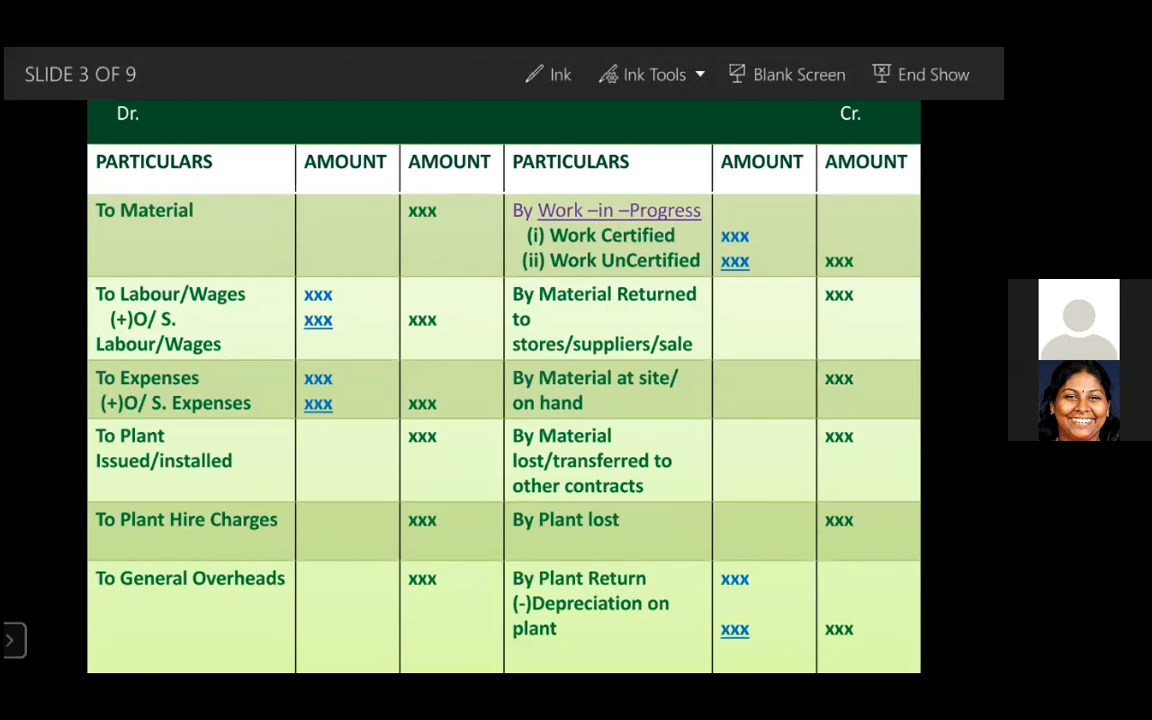 SLIDE 3 OF 9 Ink Ink Tools Blank Screen End Show
Dr. Cr.
PARTICULARS AMOUNT AMOUNT PARTICULARS AMOUNT AMOUNT
To Material xxx By Work –in –Progress
(i) Work Certified xxx
(ii) Work UnCertified xxx xxx
To Labour/Wages xxx By Material Returned xxx
(+)O/ S. xxx xxx to
Labour/Wages stores/suppliers/sale
To Expenses xxx By Material at site/ xxx
(+)O/ S. Expenses xxx xxx on hand
To Plant xxx By Material xxx
Issued/installed lost/transferred to
other contracts
To Plant Hire Charges xxx By Plant lost xxx
To General Overheads xxx By Plant Return xxx
(-)Depreciation on
plant xxx xxx